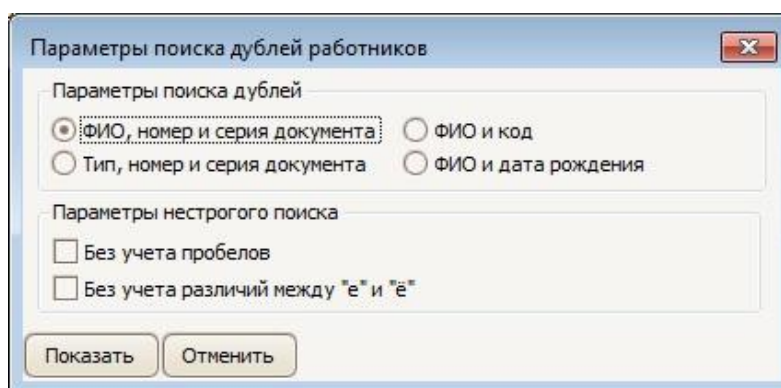 Параметры поиска дублей работников
Параметры поиска дублей
ФИО, номер и серия документа ФИО и код
Тип, номер и серия документа ФИО и дата рождения
Параметры нестрогого поиска
Без учета пробелов
Без учета различий между "е" и "ё"
Показать Отменить